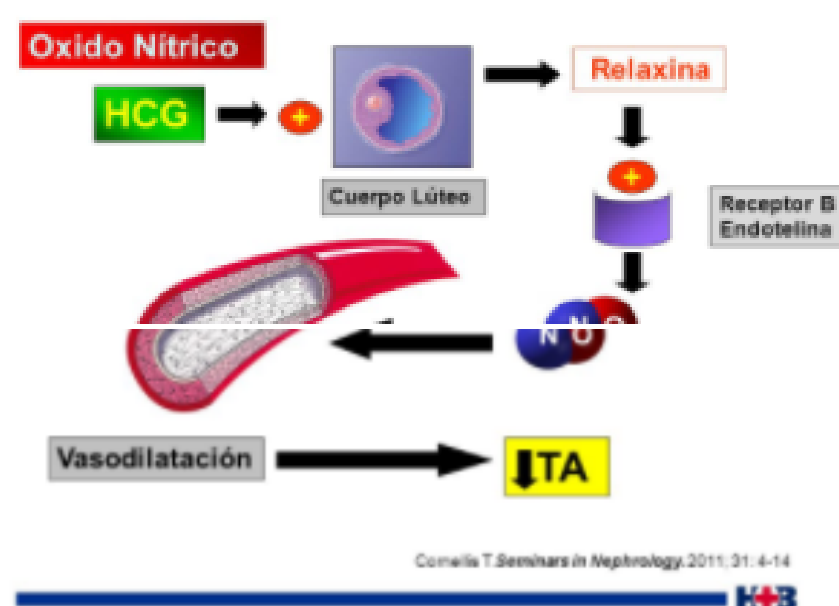 Oxido Nítrico
HCG
+
Relaxina
+
Cuerpo Lúteo
Receptor B
Endotelina
N O
Vasodilatación
TA
Cornelis T. Seminars in Nephrology. 2011; 31: 4-14
H+B